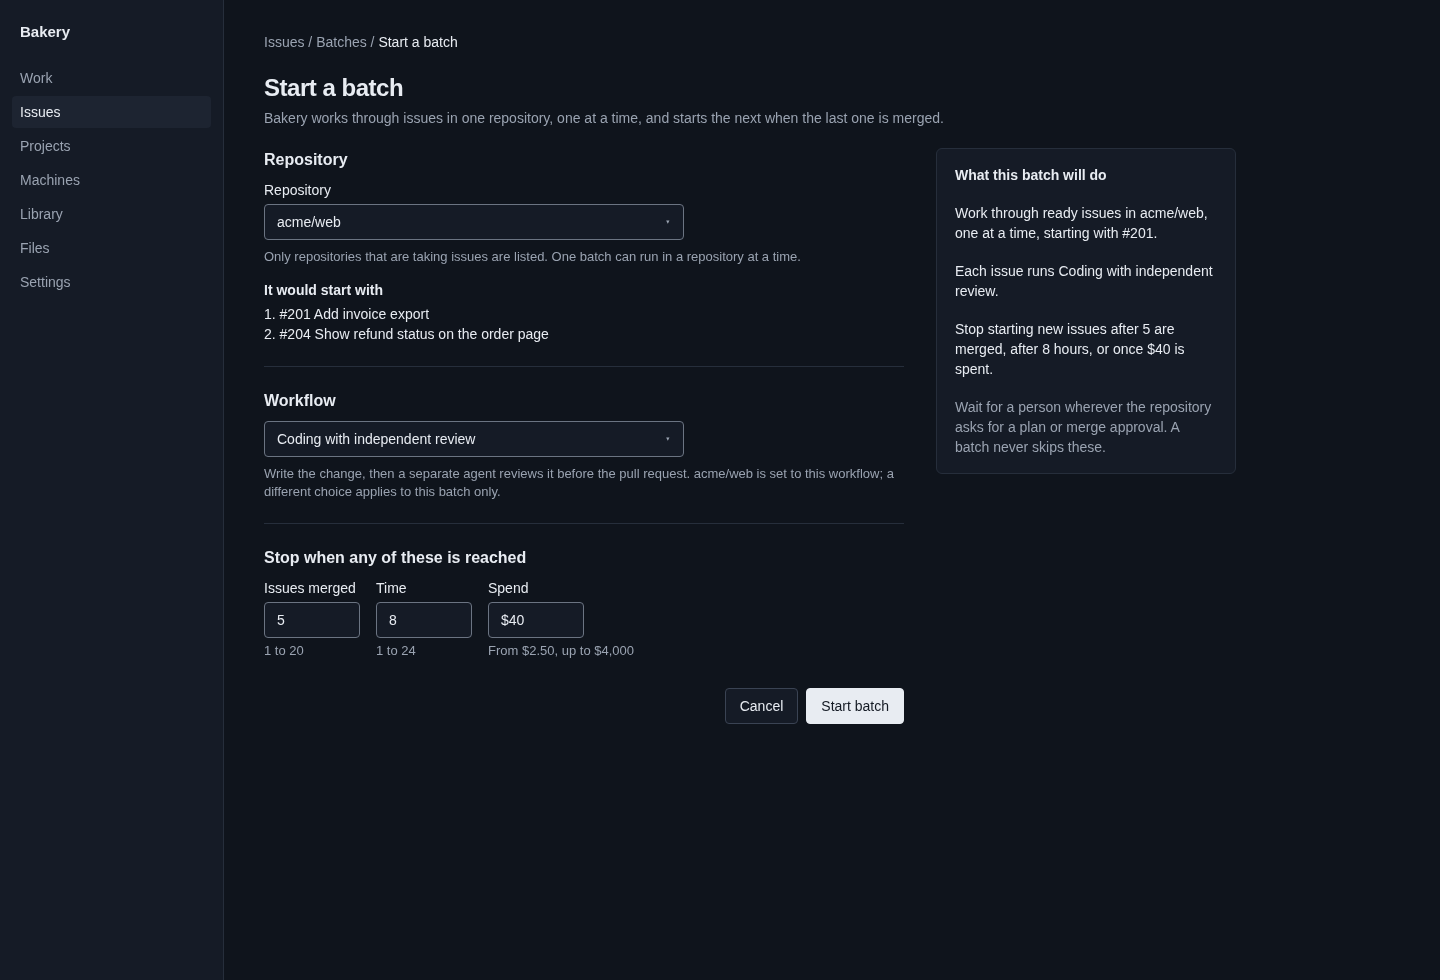 Bakery
Work
Issues
Projects
Machines
Library
Files
Settings
Issues / Batches / Start a batch
Start a batch
Bakery works through issues in one repository, one at a time, and starts the next when the last one is merged.
Repository
Repository
acme/web
Only repositories that are taking issues are listed. One batch can run in a repository at a time.
It would start with
1. #201 Add invoice export
2. #204 Show refund status on the order page
Workflow
Coding with independent review
Write the change, then a separate agent reviews it before the pull request. acme/web is set to this workflow; a
different choice applies to this batch only.
Stop when any of these is reached
Issues merged Time Spend
5 8 $40
1 to 20 1 to 24 From $2.50, up to $4,000
Cancel Start batch
What this batch will do
Work through ready issues in acme/web,
one at a time, starting with #201.
Each issue runs Coding with independent
review.
Stop starting new issues after 5 are
merged, after 8 hours, or once $40 is
spent.
Wait for a person wherever the repository
asks for a plan or merge approval. A
batch never skips these.